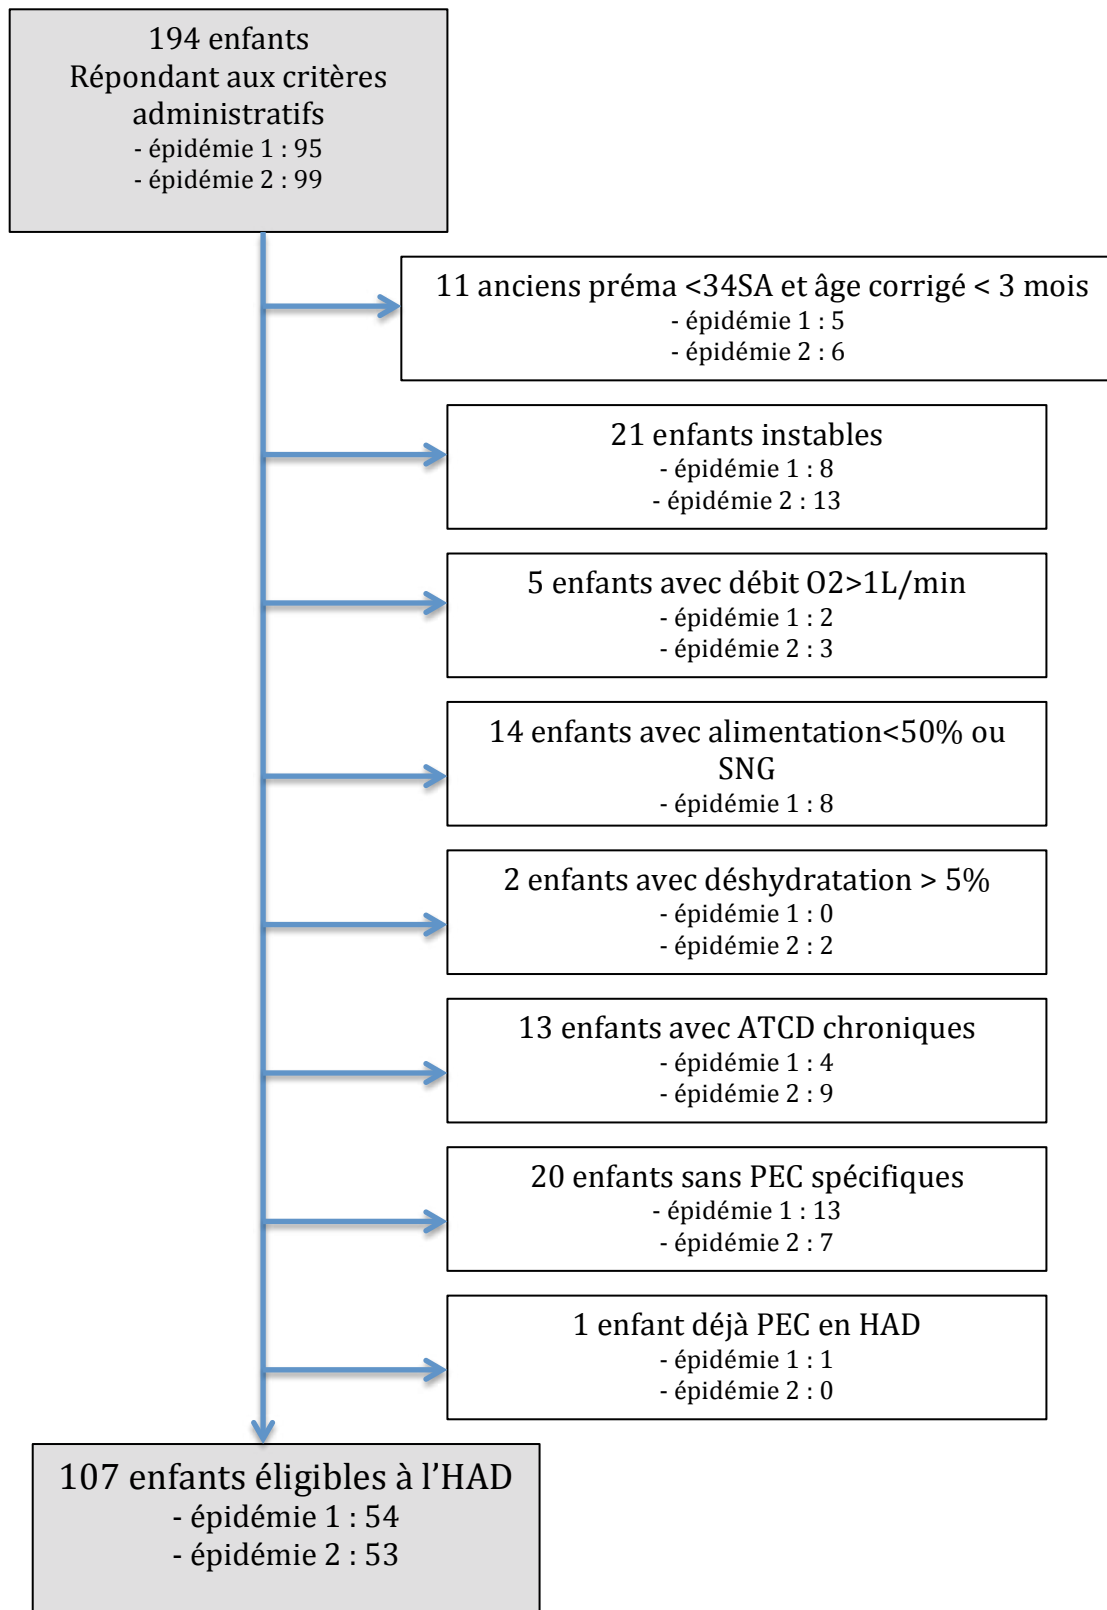 194 enfants
Répondant aux critères
administratifs
- épidémie 1 : 95
- épidémie 2 : 99
11 anciens préma <34SA et âge corrigé < 3 mois
- épidémie 1 : 5
- épidémie 2 : 6
21 enfants instables
- épidémie 1 : 8
- épidémie 2 : 13
5 enfants avec débit O2>1L/min
- épidémie 1 : 2
- épidémie 2 : 3
14 enfants avec alimentation<50% ou
SNG
- épidémie 1 : 8
2 enfants avec déshydratation > 5%
- épidémie 1 : 0
- épidémie 2 : 2
13 enfants avec ATCD chroniques
- épidémie 1 : 4
- épidémie 2 : 9
20 enfants sans PEC spécifiques
- épidémie 1 : 13
- épidémie 2 : 7
1 enfant déjà PEC en HAD
- épidémie 1 : 1
- épidémie 2 : 0
107 enfants éligibles à l’HAD
- épidémie 1 : 54
- épidémie 2 : 53